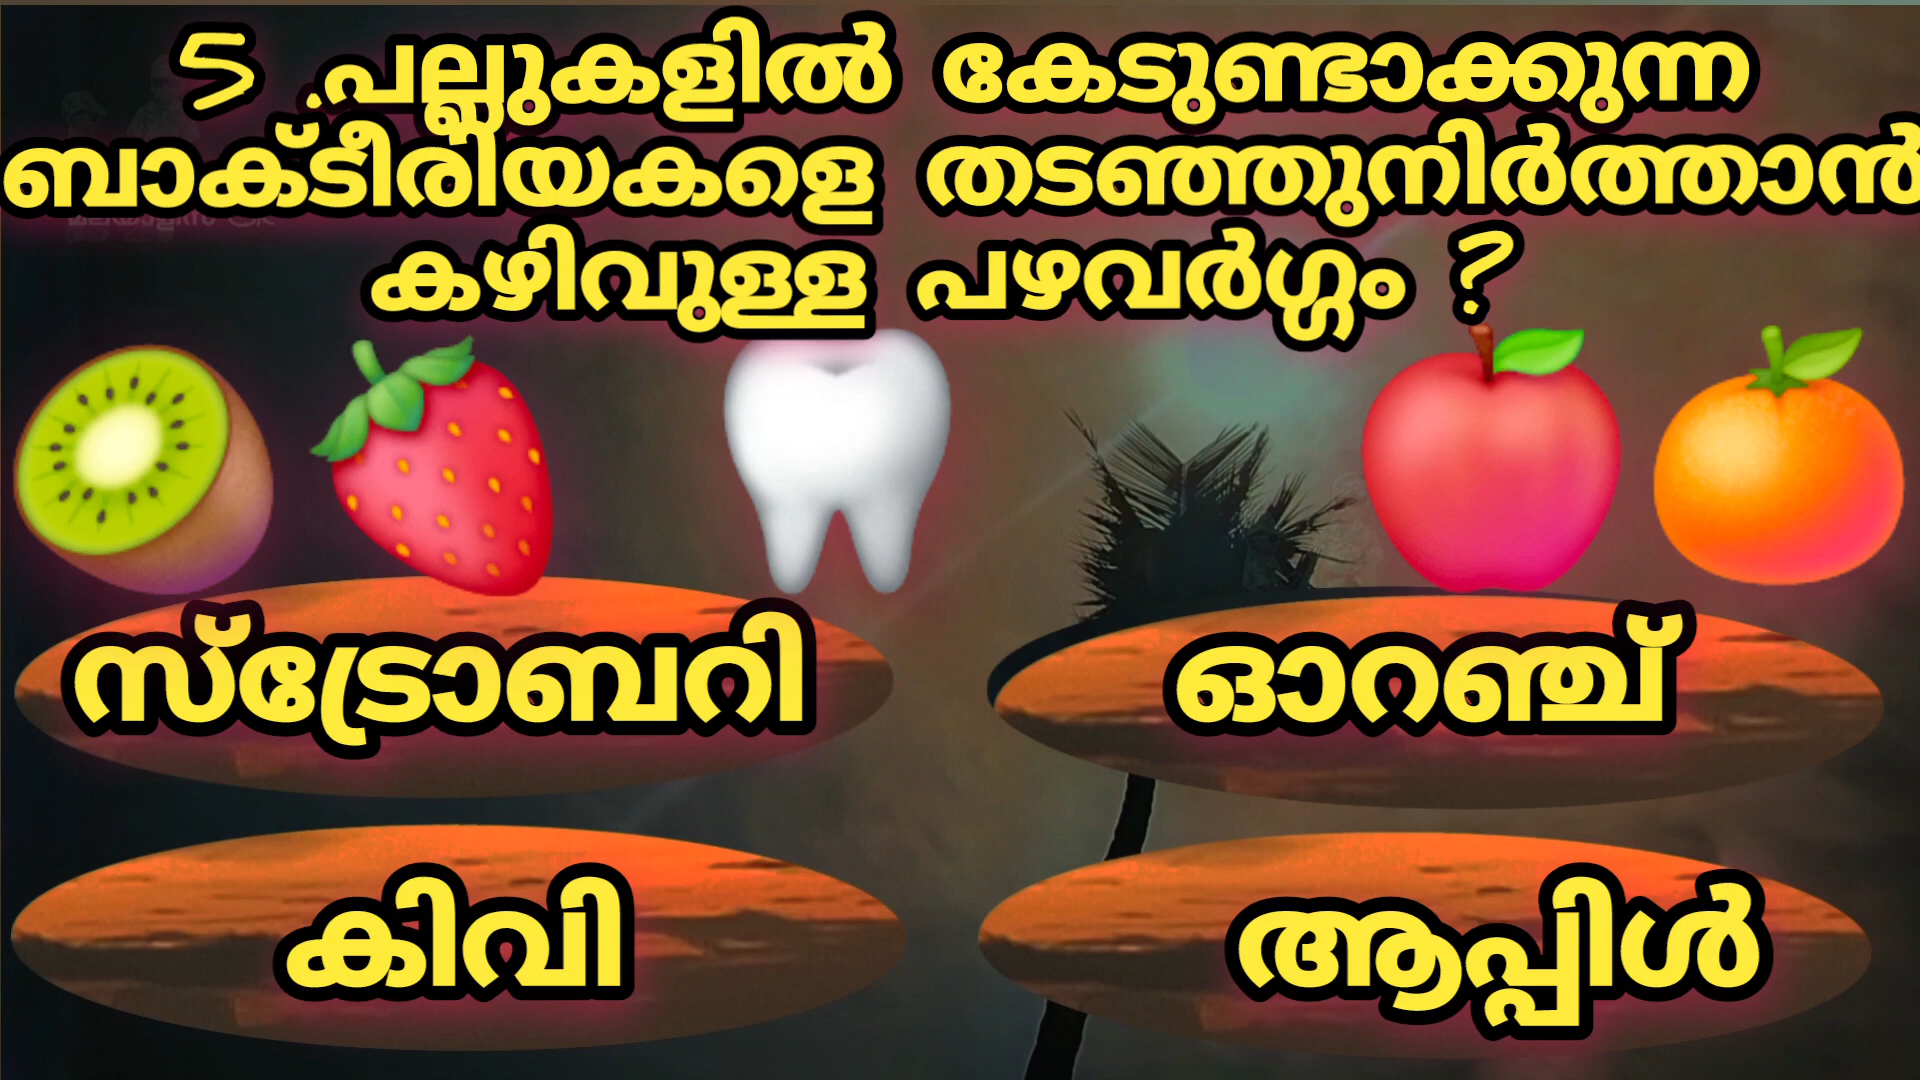 5 .പല്ലുകളിൽ കേടുണ്ടാക്കുന്ന
ബാക്ടീരിയകളെ തടഞ്ഞുനിർത്താൻ
കഴിവുള്ള പഴവർഗ്ഗം ?
സ്ട്രോബറി
ഓറഞ്ച്
കിവി
ആപ്പിൾ